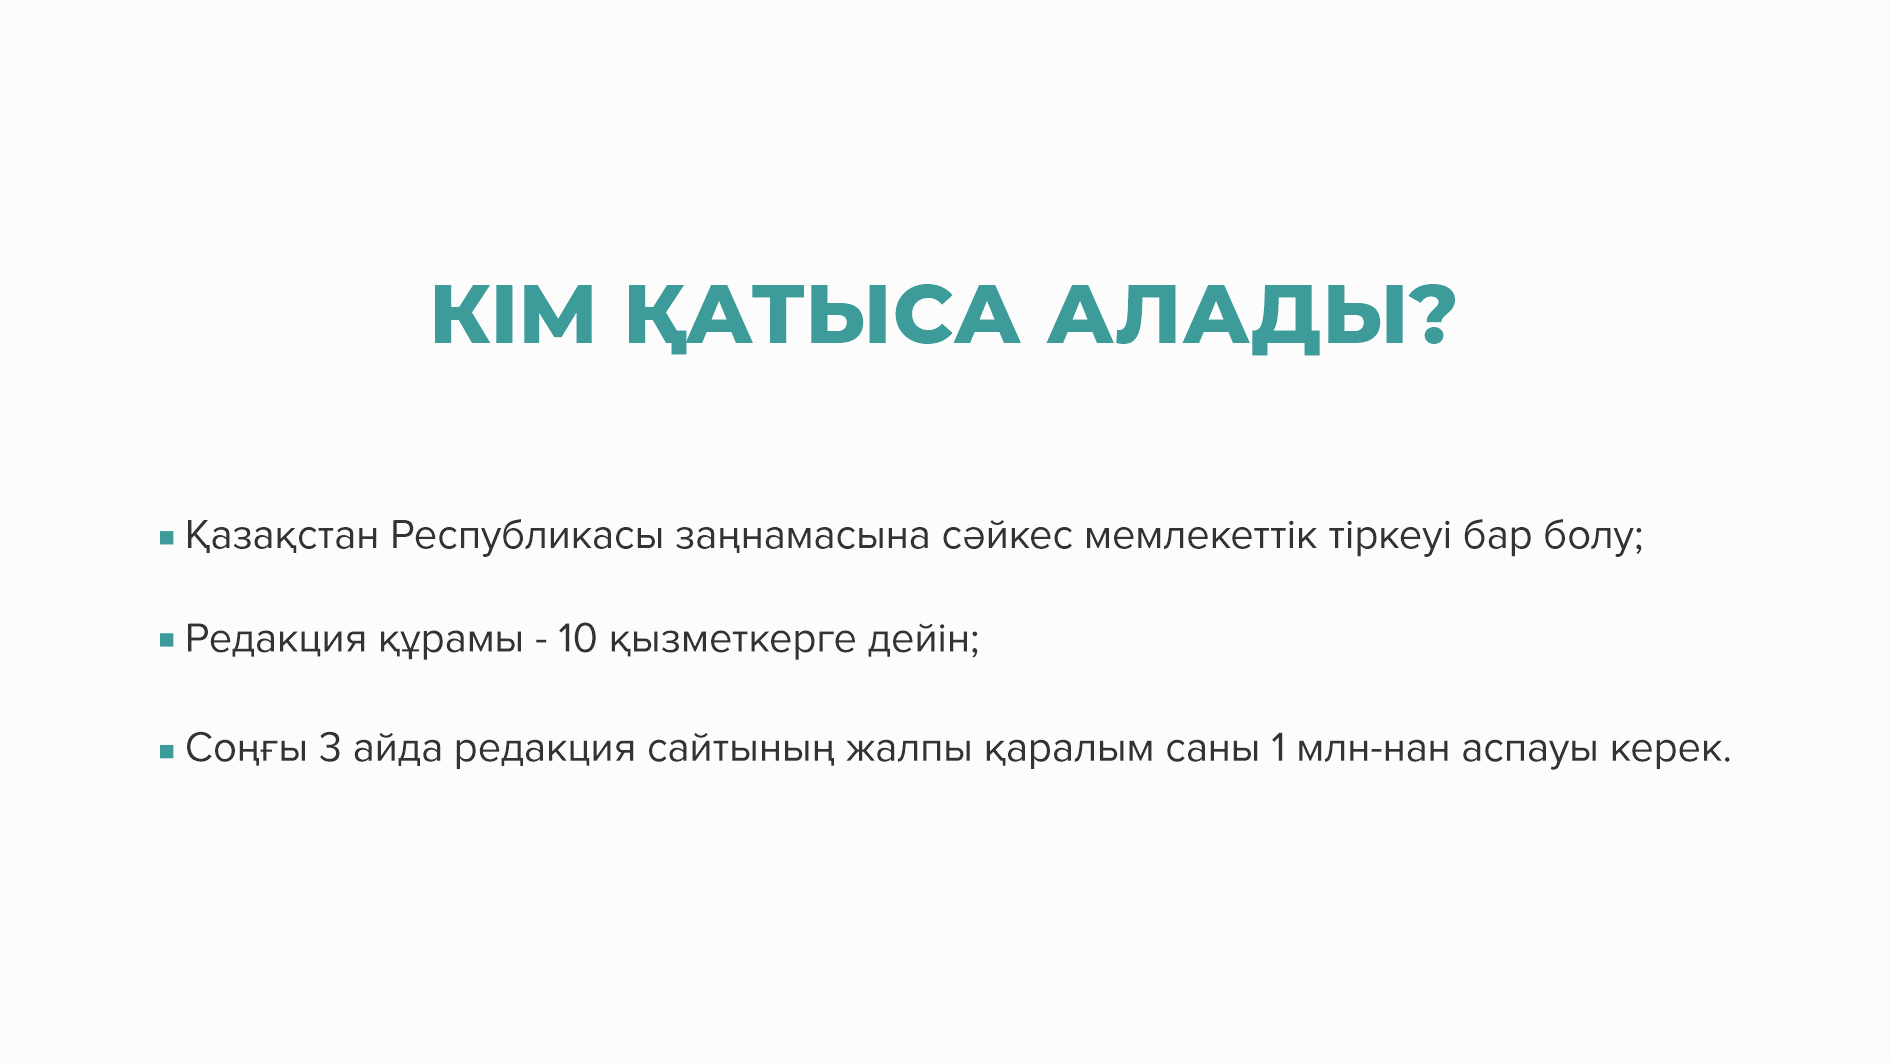 КІМ ҚАТЫСА АЛАДЫ?
▪ Қазақстан Республикасы заңнамасына сәйкес мемлекеттік тіркеуі бар болу;
▪ Редакция құрамы - 10 қызметкерге дейін;
▪ Соңғы 3 айда редакция сайтының жалпы қаралым саны 1 млн-нан аспауы керек.